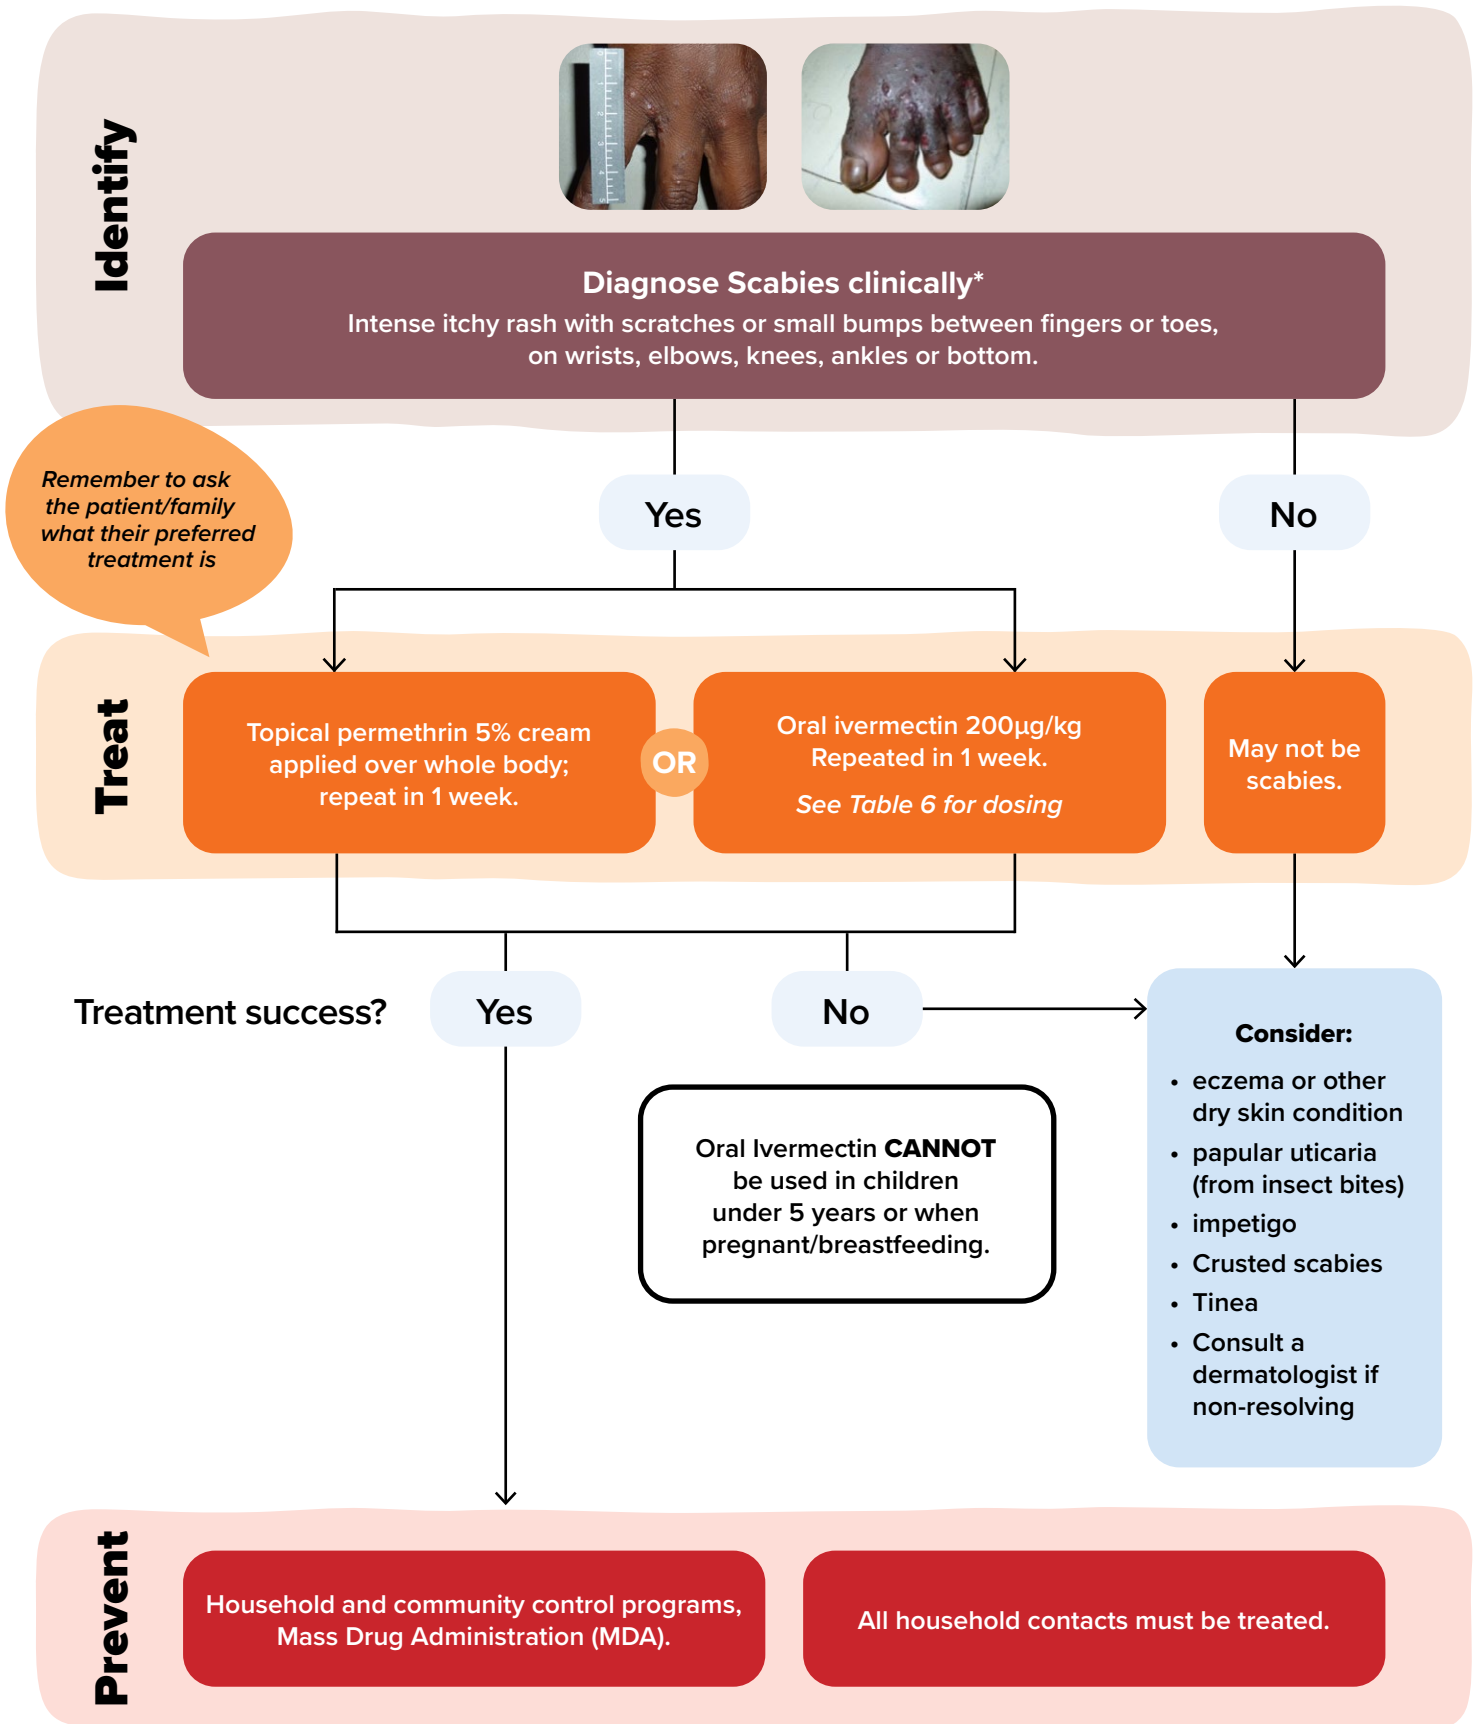 Identify
Diagnose Scabies clinically*
Intense itchy rash with scratches or small bumps between fingers or toes,
on wrists, elbows, knees, ankles or bottom.
Remember to ask
the patient/family
what their preferred
treatment is
Yes
No
Treat
Topical permethrin 5% cream
applied over whole body;
repeat in 1 week.
OR
Oral ivermectin 200µg/kg
Repeated in 1 week.
See Table 6 for dosing
May not be
scabies.
Treatment success?
Yes
No
Oral Ivermectin CANNOT
be used in children
under 5 years or when
pregnant/breastfeeding.
Consider:
• eczema or other
dry skin condition
• papular uticaria
(from insect bites)
• impetigo
• Crusted scabies
• Tinea
• Consult a
dermatologist if
non-resolving
Prevent
Household and community control programs,
Mass Drug Administration (MDA).
All household contacts must be treated.